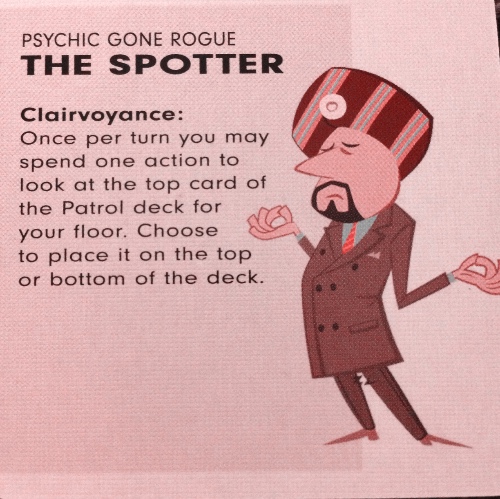 PSYCHIC GONE ROGUE
THE SPOTTER
Clairvoyance:
Once per turn you may
spend one action to
look at the top card of
the Patrol deck for
your floor. Choose
to place it on the top
or bottom of the deck.